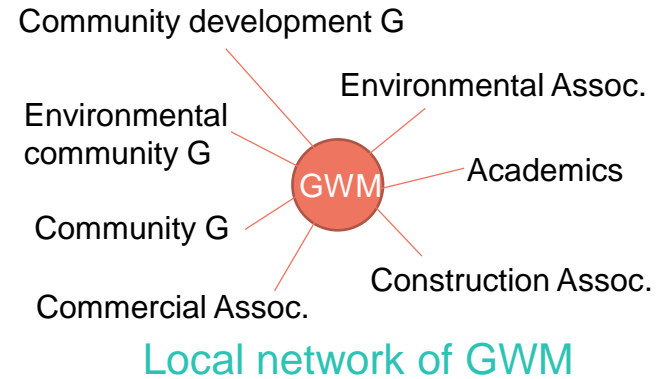 Community development G
Environmental Assoc.
Environmental
community G
GWM
Academics
Community G
Construction Assoc.
Commercial Assoc.
Local network of GWM